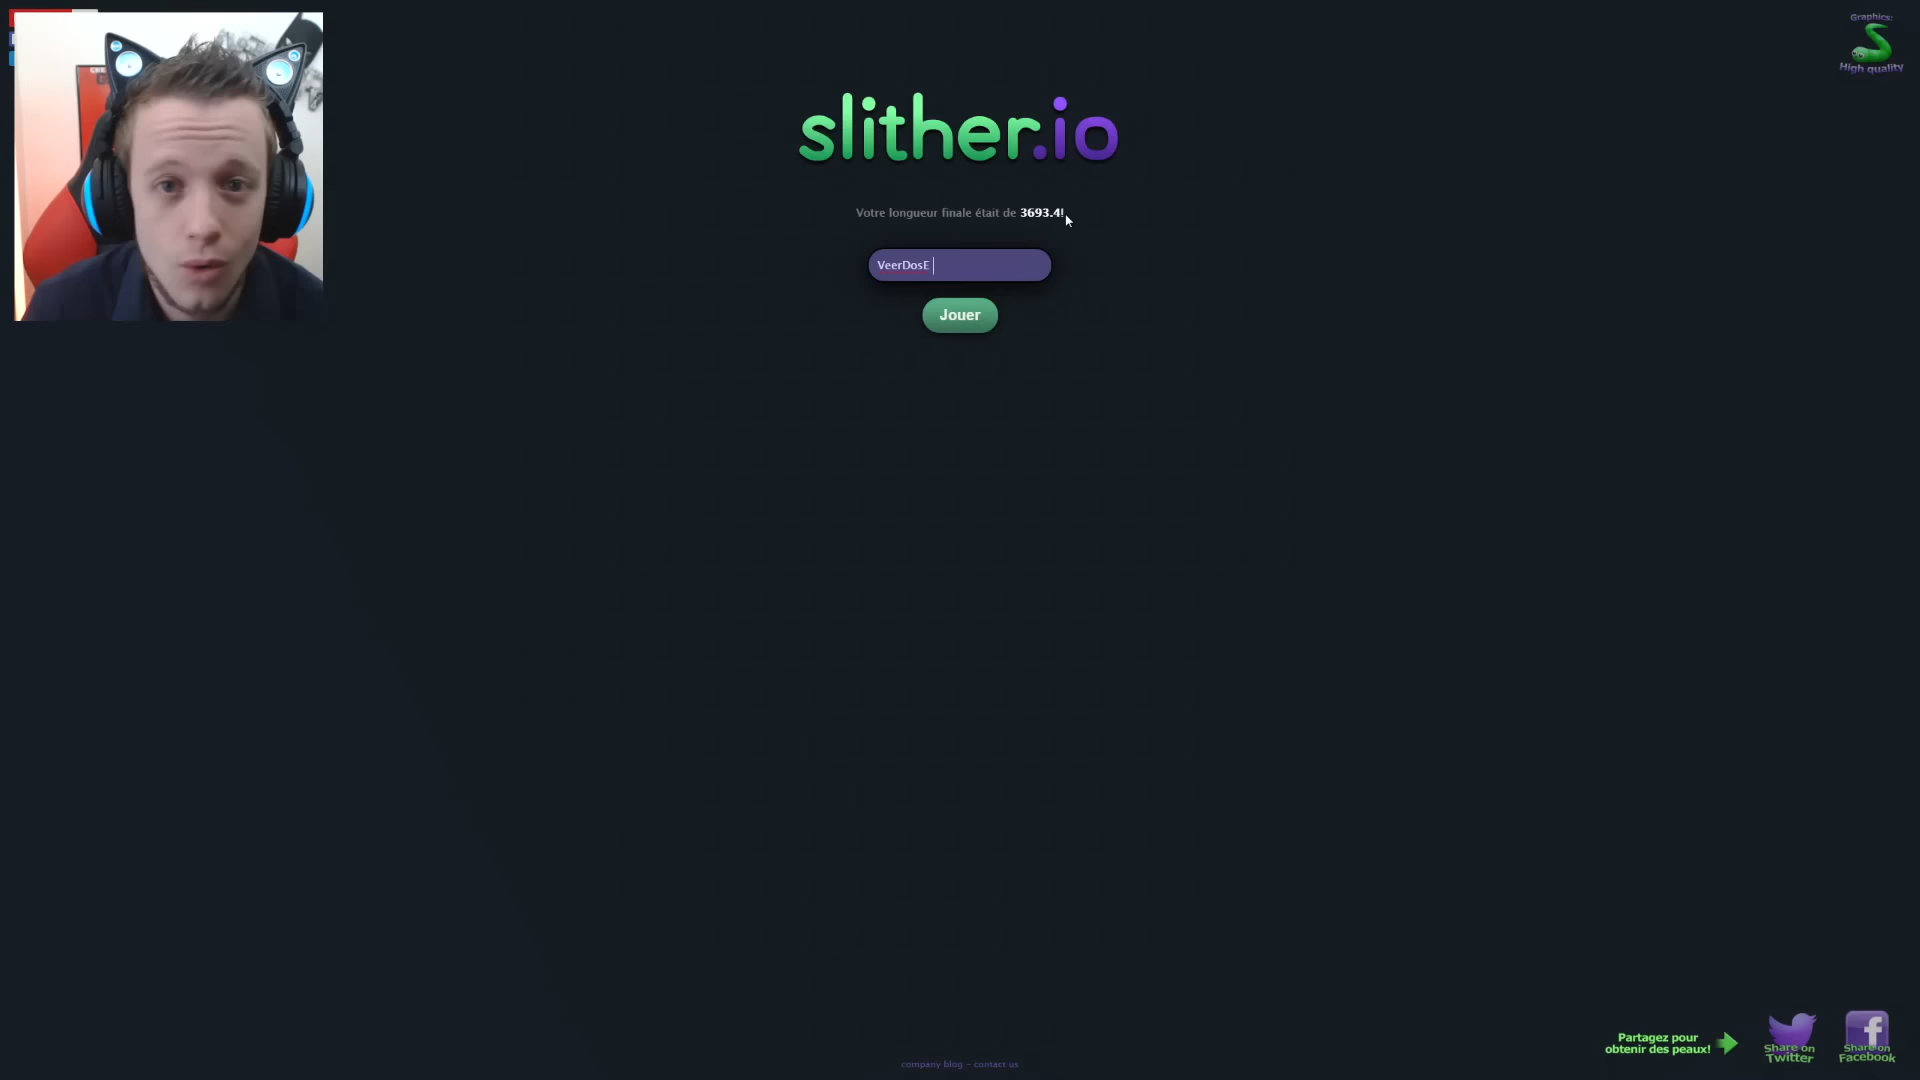 Graphics:
High quality
slither.io
Votre longueur finale était de 3693.4!
VeerDosE
Jouer
Partagez pour
obtenir des peaux!
Share on
Twitter
Share on
Facebook
company blog - contact us